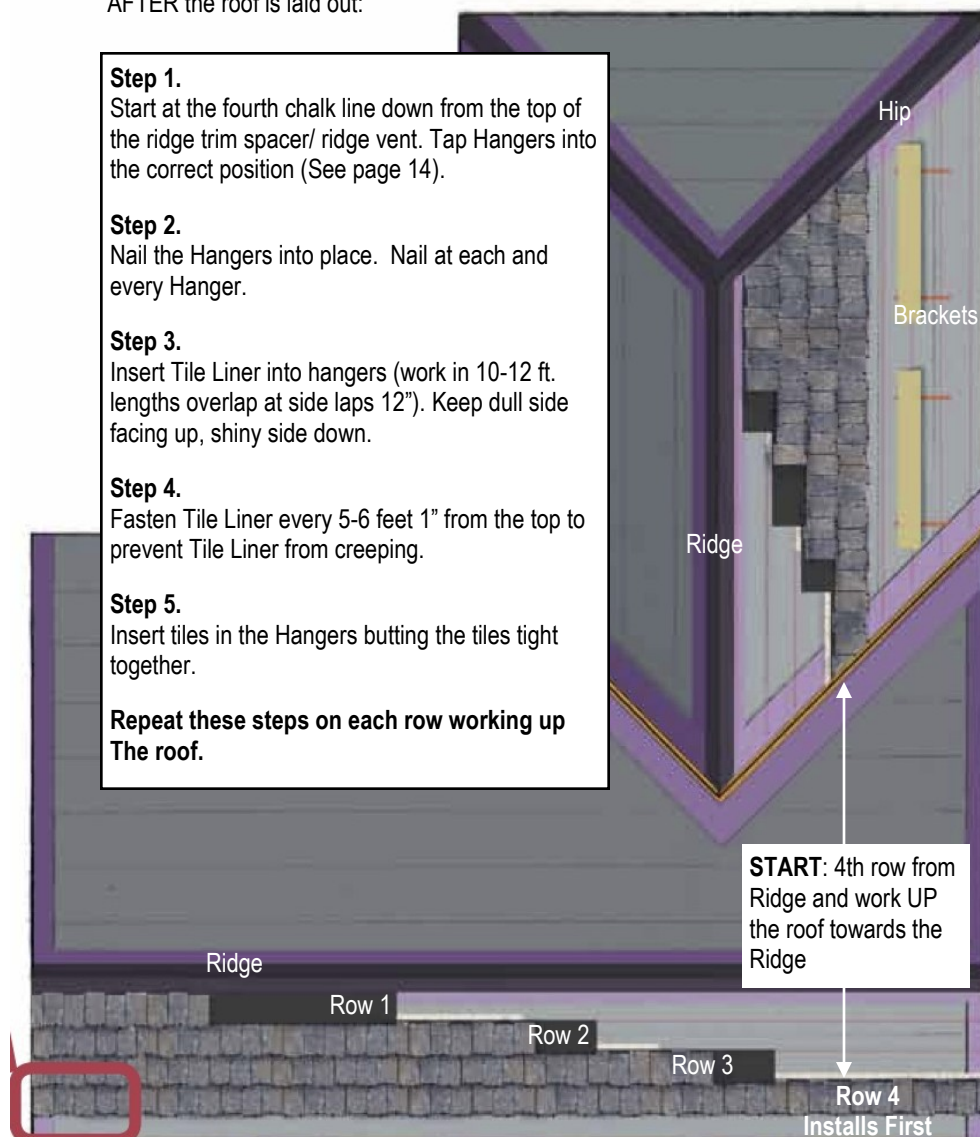 AFTER the roof is laid out:
Step 1.
Start at the fourth chalk line down from the top of
the ridge trim spacer/ ridge vent. Tap Hangers into
the correct position (See page 14).
Step 2.
Nail the Hangers into place.  Nail at each and
every Hanger.
Step 3.
Insert Tile Liner into hangers (work in 10-12 ft.
lengths overlap at side laps 12”). Keep dull side
facing up, shiny side down.
Step 4.
Fasten Tile Liner every 5-6 feet 1” from the top to
prevent Tile Liner from creeping.
Step 5.
Insert tiles in the Hangers butting the tiles tight
together.
Repeat these steps on each row working up
The roof.
Hip
Brackets
Ridge
START: 4th row from
Ridge and work UP
the roof towards the
Ridge
Ridge
Row 1
Row 2
Row 3
Row 4
Installs First